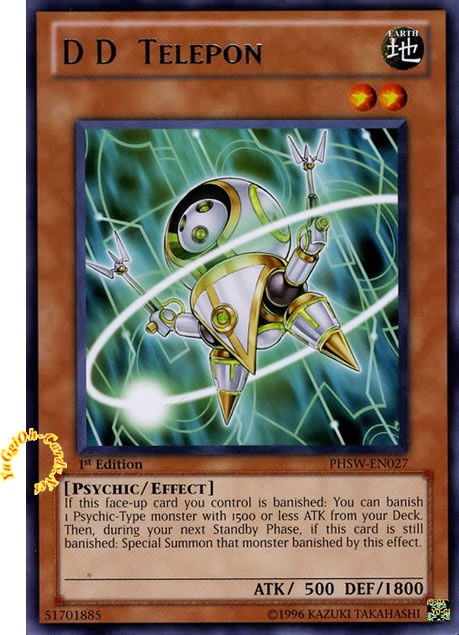 D D TELEPON
EARTH
地
YuGgiOh-Cards.Net
1st Edition
PHSW-EN027
[PSYCHIC/EFFECT]
If this face-up card you control is banished: You can banish
1 Psychic-Type monster with 1500 or less ATK from your Deck.
Then, during your next Standby Phase, if this card is still
banished: Special Summon that monster banished by this effect.
ATK/ 500 DEF/1800
51701885
©1996 KAZUKI TAKAHASHI